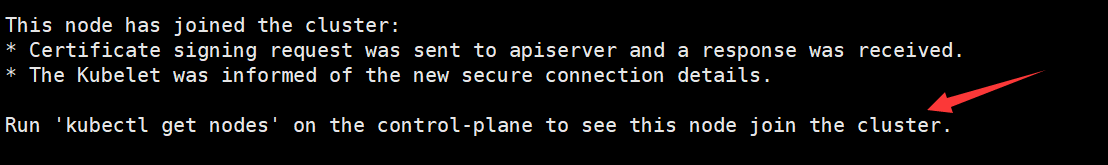 This node has joined the cluster:
* Certificate signing request was sent to apiserver and a response was received.
* The Kubelet was informed of the new secure connection details.
Run 'kubectl get nodes' on the control-plane to see this node join the cluster.